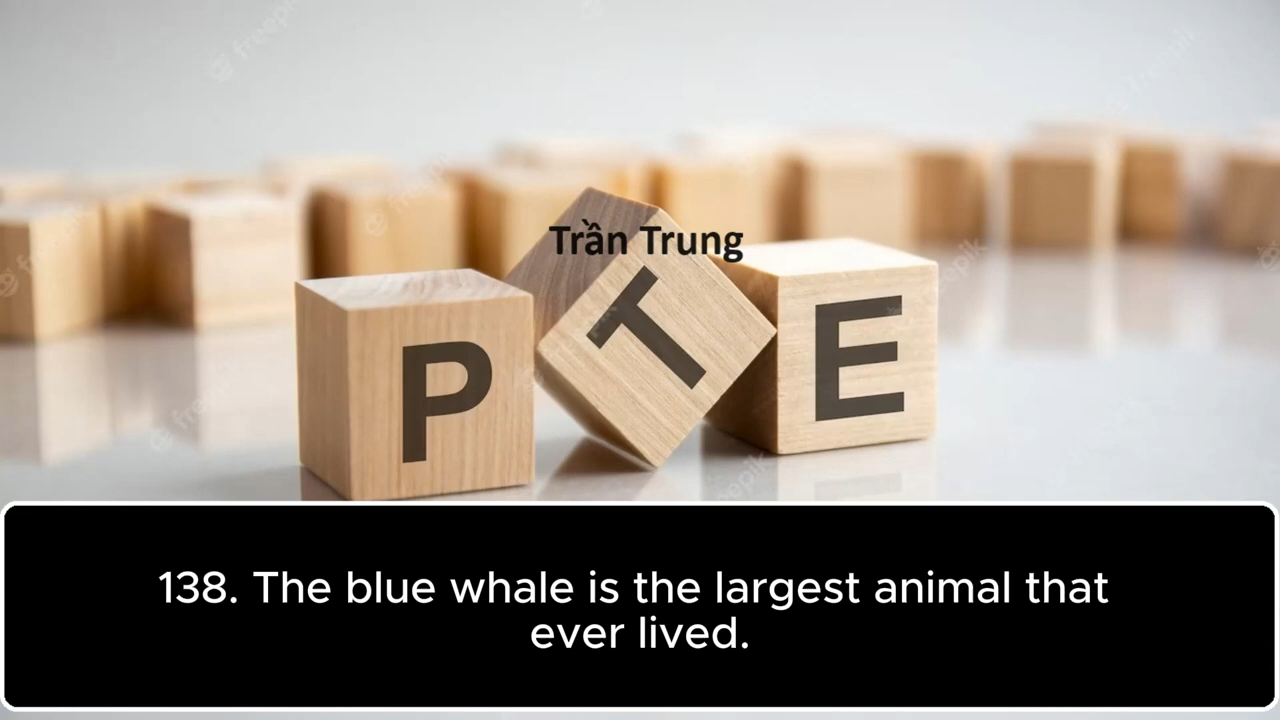 Trần Trung
P T E
138. The blue whale is the largest animal that
ever lived.